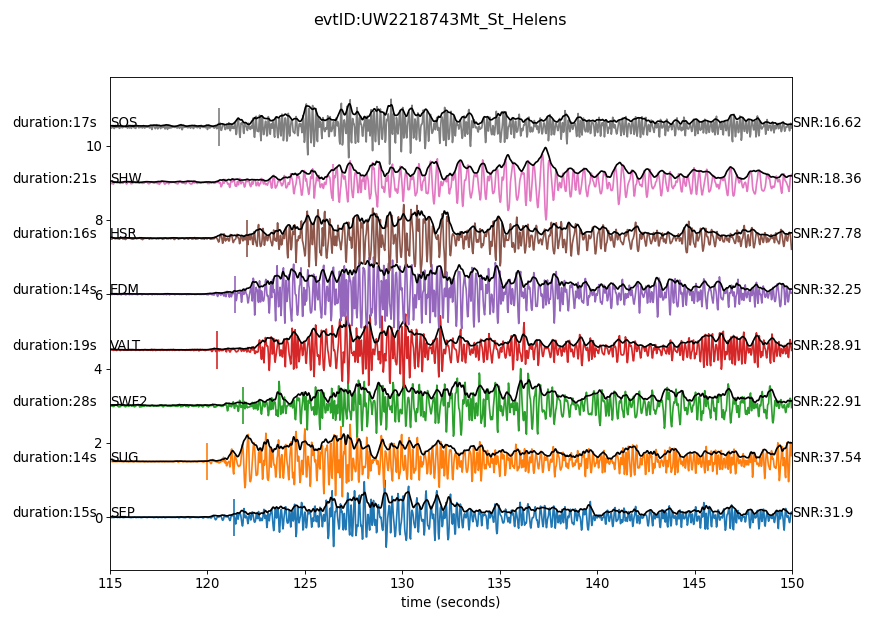 evtID:UW2218743Mt_St_Helens
duration:17s SOS SNR:16.62
10
duration:21s SHW SNR:18.36
8
duration:16s HSR SNR:27.78
duration:14s EDM SNR:32.25
6
duration:19s VALT SNR:28.91
4
duration:28s SWF2 SNR:22.91
2
duration:14s SUG SNR:37.54
duration:15s SEP SNR:31.9
0
115 120 125 130 135 140 145 150
time (seconds)